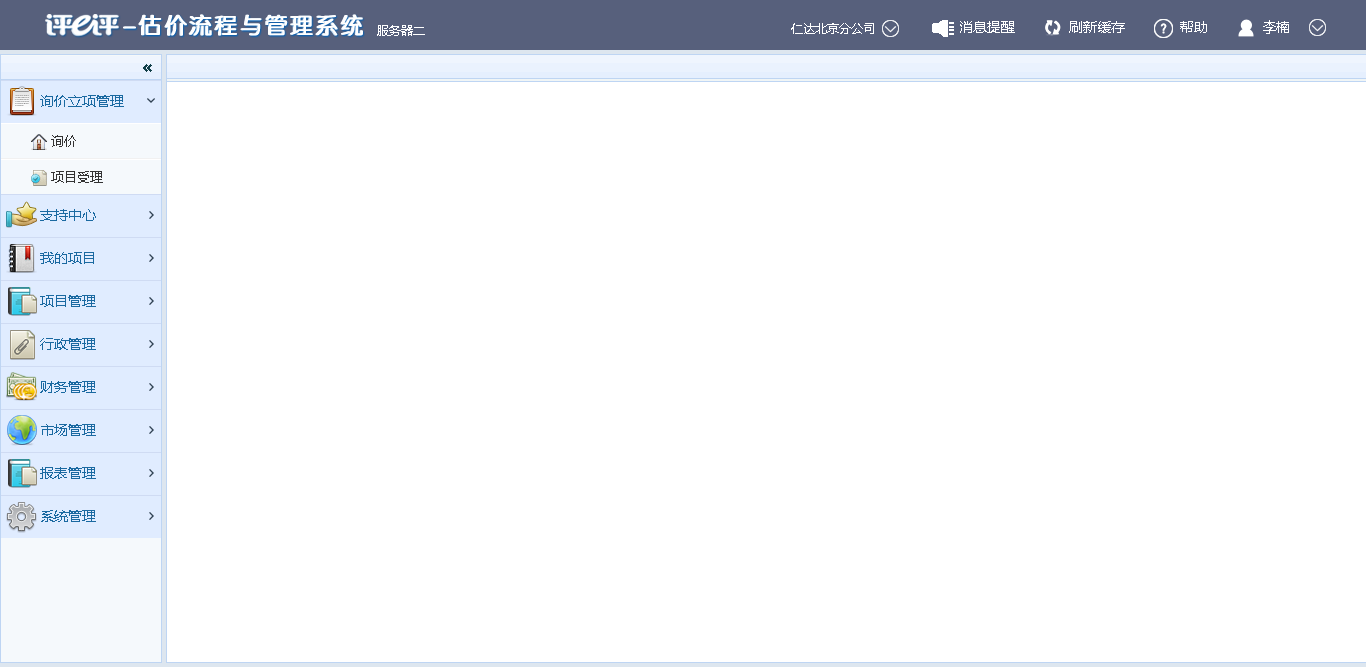 评e评-估价流程与管理系统 服务器二 仁达北京分公司 消息提醒 刷新缓存 帮助 李楠
询价立项管理
询价
项目受理
支持中心
我的项目
项目管理
行政管理
财务管理
市场管理
报表管理
系统管理